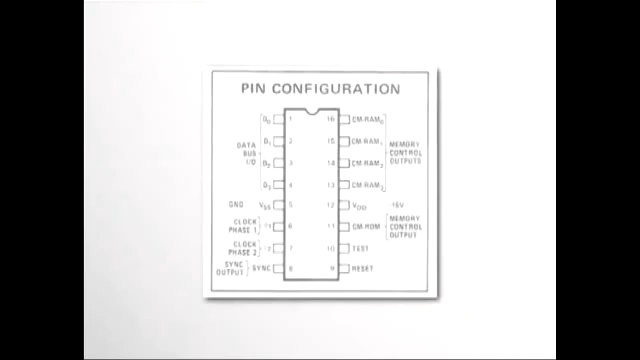 PIN CONFIGURATION
D0 1 16 CM-RAM0
DATA BUS I/O
D1 2 15 CM-RAM1
MEMORY CONTROL OUTPUTS
D2 3 14 CM-RAM2
D3 4 13 CM-RAM3
GND VSS 5 12 VDD -15V
CLOCK PHASE 1 φ1 6 11 CM-ROM MEMORY CONTROL OUTPUT
CLOCK PHASE 2 φ2 7 10 TEST
SYNC OUTPUT SYNC 8 9 RESET